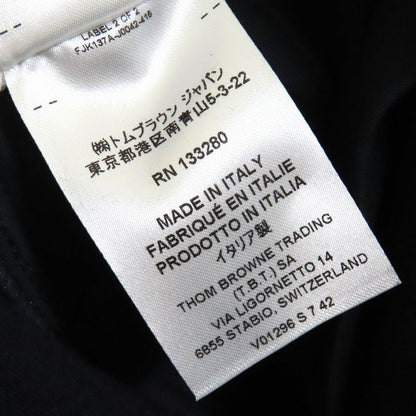 LABEL 2 OF 2
FJK137A-J0042-415
㈱トムブラウン ジャパン
東京都港区南青山5-3-22
RN 133280
MADE IN ITALY
FABRIQUÉ EN ITALIE
PRODOTTO IN ITALIA
イタリア製
THOM BROWNE TRADING
(T.B.T.) SA
VIA LIGORNETTO 14
6855 STABIO, SWITZERLAND
V01296 S 7 42